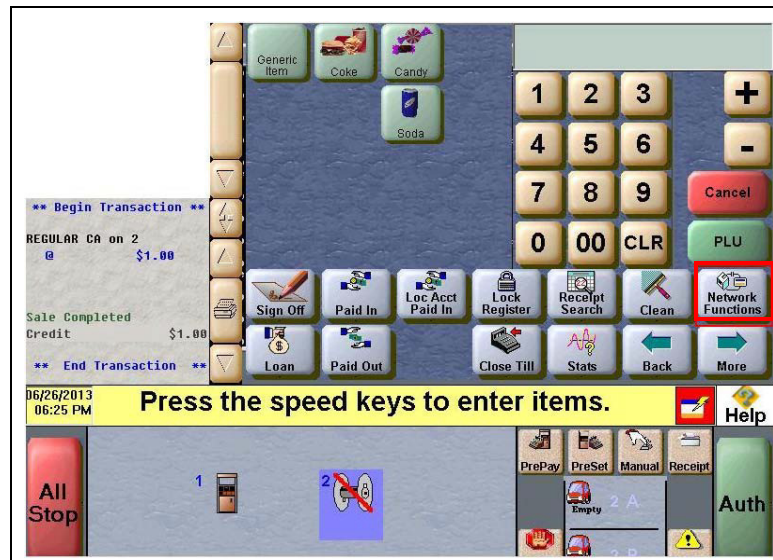 Generic
Item
Coke
Candy
Soda
1 2 3 +
4 5 6 -
7 8 9 Cancel
0 00 CLR PLU
** Begin Transaction **
REGULAR CA on 2
@ $1.00
Sale Completed
Credit $1.00
** End Transaction **
Sign Off
Paid In
Loc Acct
Paid In
Lock
Register
Receipt
Search
Clean
Network
Functions
Loan
Paid Out
Close Till
Stats
Back
More
06/26/2013
06:25 PM
Press the speed keys to enter items.
Help
All
Stop
1
2
PrePay
PreSet
Manual
Receipt
Empty
2 A
2 B
Auth